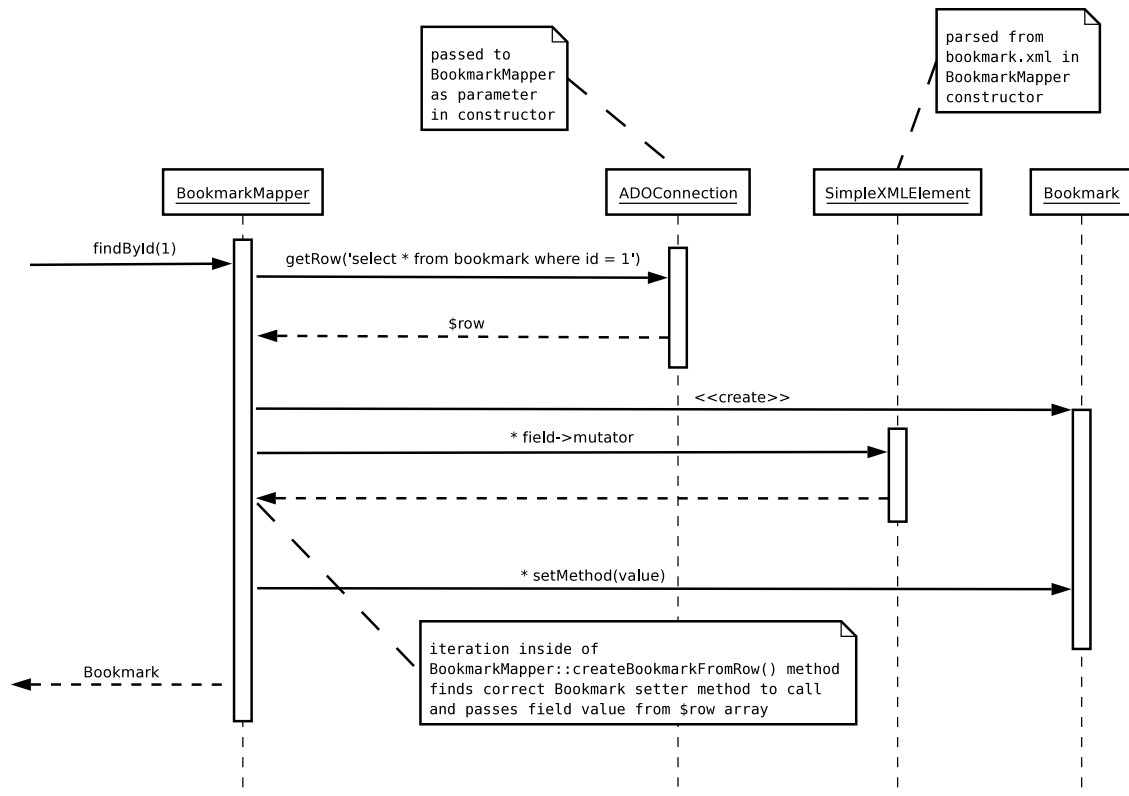 passed to
BookmarkMapper
as parameter
in constructor
parsed from
bookmark.xml in
BookmarkMapper
constructor
BookmarkMapper
ADOConnection
SimpleXMLElement
Bookmark
findById(1)
getRow('select * from bookmark where id = 1')
$row
<<create>>
* field->mutator
* setMethod(value)
iteration inside of
BookmarkMapper::createBookmarkFromRow() method
finds correct Bookmark setter method to call
and passes field value from $row array
Bookmark